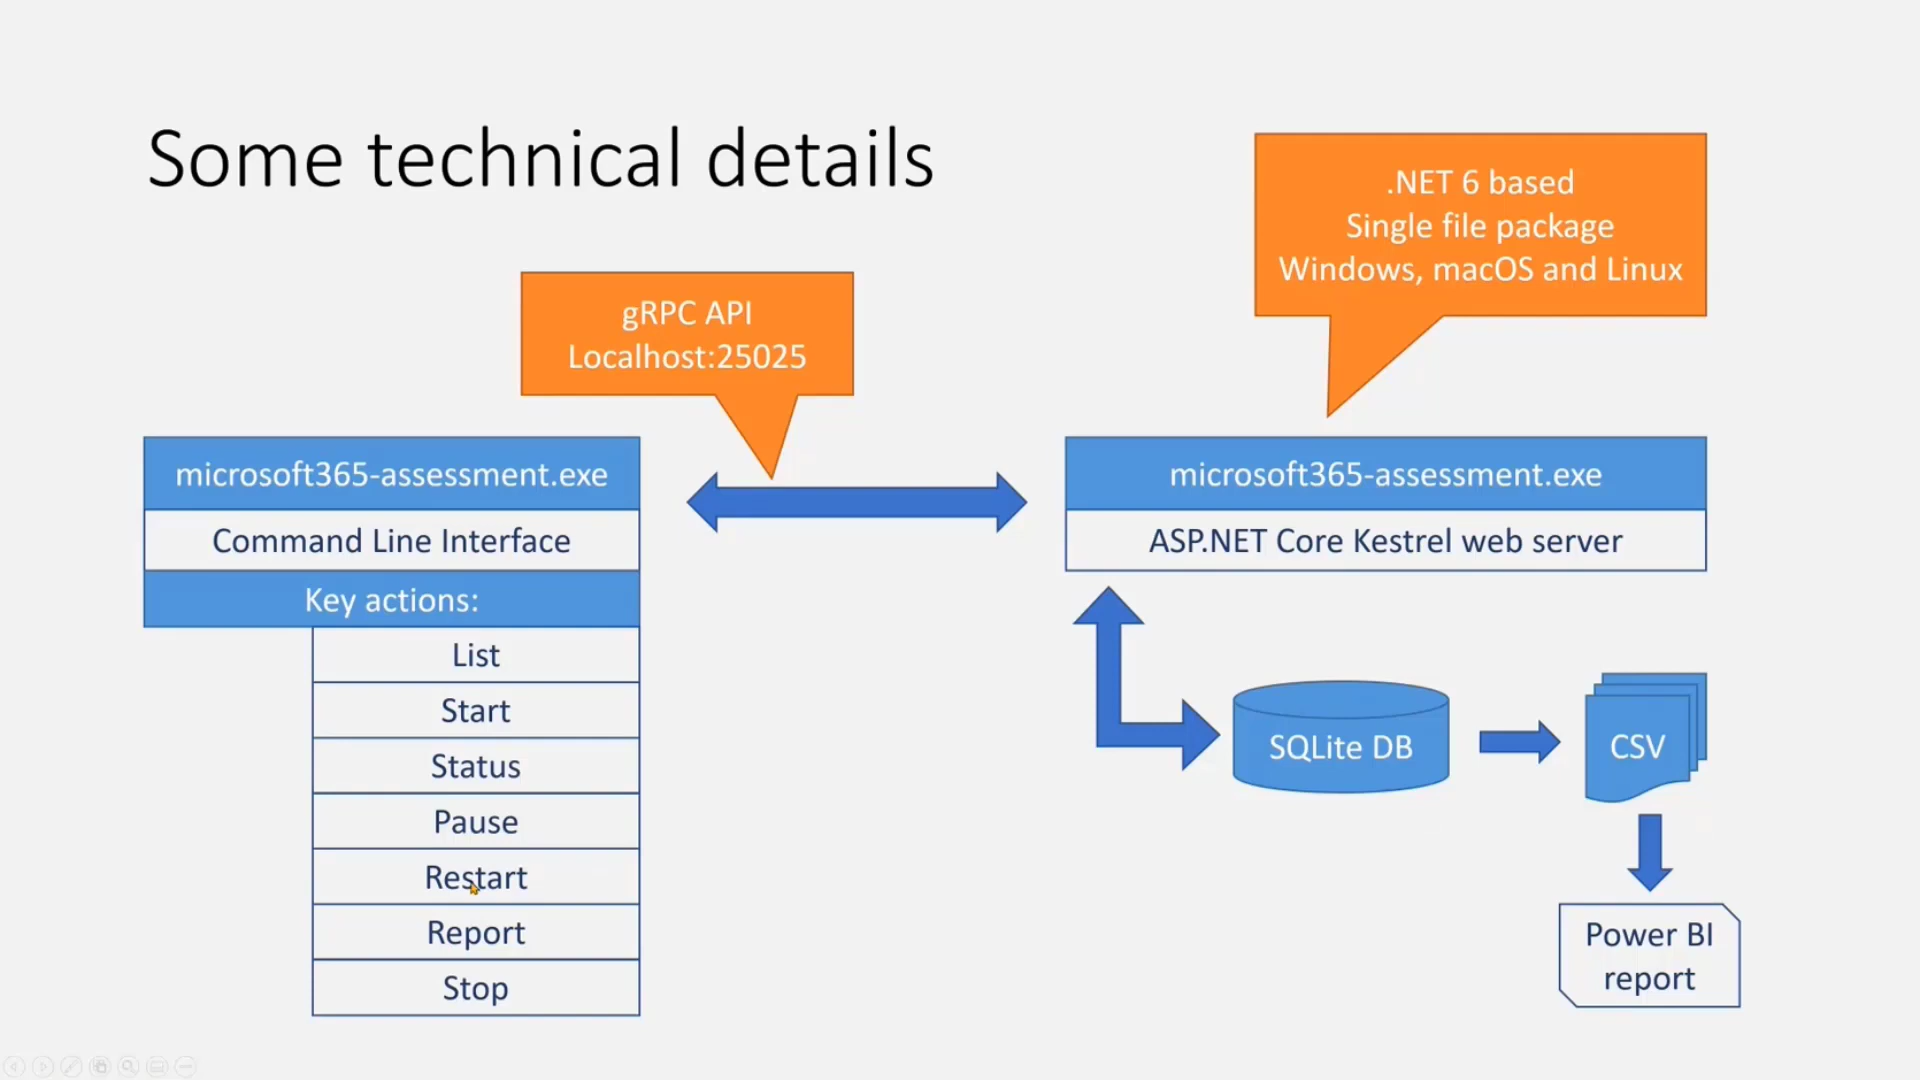 Some technical details
.NET 6 based
Single file package
Windows, macOS and Linux
gRPC API
Localhost:25025
microsoft365-assessment.exe
Command Line Interface
Key actions:
List
Start
Status
Pause
Restart
Report
Stop
microsoft365-assessment.exe
ASP.NET Core Kestrel web server
SQLite DB
CSV
Power BI
report